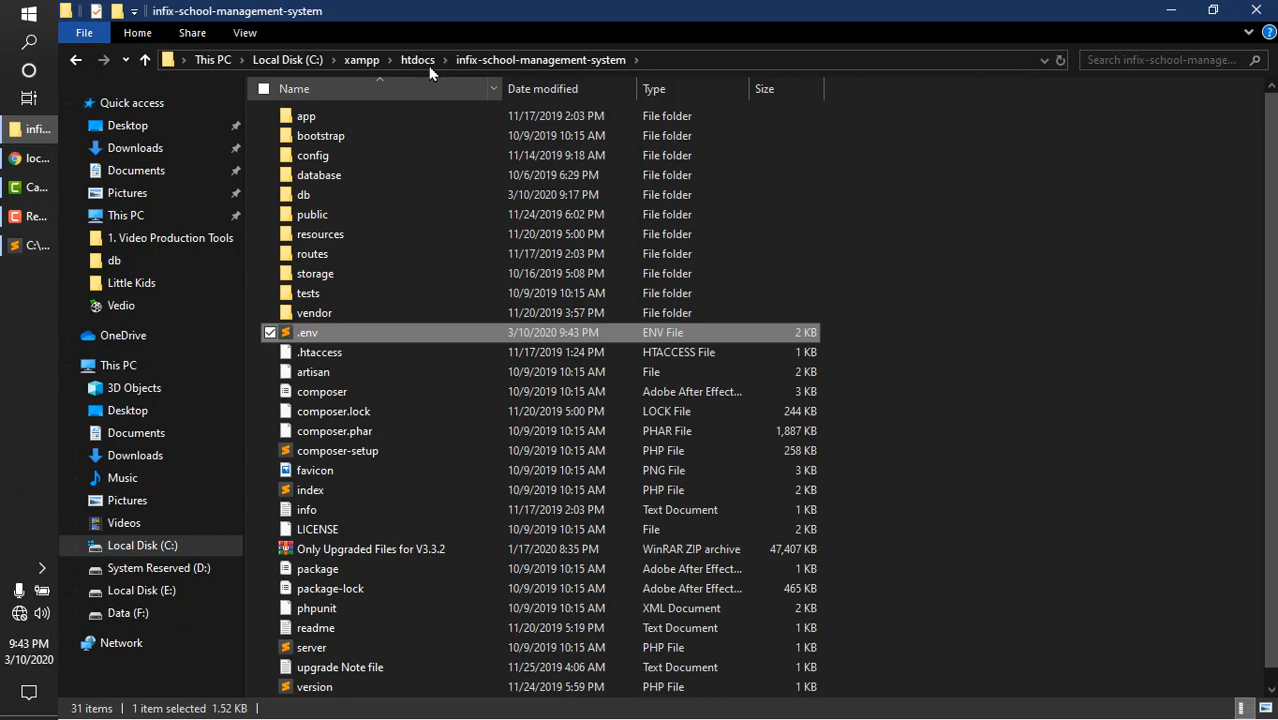 infix-school-management-system
File Home Share View
This PC Local Disk (C:) xampp htdocs infix-school-management-system Search infix-school-manage...
Name Date modified Type Size
Quick access
Desktop
Downloads
Documents
Pictures
This PC
1. Video Production Tools
db
Little Kids
Vedio
OneDrive
This PC
3D Objects
Desktop
Documents
Downloads
Music
Pictures
Videos
Local Disk (C:)
System Reserved (D:)
Local Disk (E:)
Data (F:)
Network
app 11/17/2019 2:03 PM File folder
bootstrap 10/9/2019 10:15 AM File folder
config 11/14/2019 9:18 AM File folder
database 10/6/2019 6:29 PM File folder
db 3/10/2020 9:17 PM File folder
public 11/24/2019 6:02 PM File folder
resources 11/20/2019 5:00 PM File folder
routes 11/17/2019 2:03 PM File folder
storage 10/16/2019 5:08 PM File folder
tests 10/9/2019 10:15 AM File folder
vendor 11/20/2019 3:57 PM File folder
.env 3/10/2020 9:43 PM ENV File 2 KB
.htaccess 11/17/2019 1:24 PM HTACCESS File 1 KB
artisan 10/9/2019 10:15 AM File 2 KB
composer 10/9/2019 10:15 AM Adobe After Effect... 3 KB
composer.lock 11/20/2019 5:00 PM LOCK File 244 KB
composer.phar 10/9/2019 10:15 AM PHAR File 1,887 KB
composer-setup 10/9/2019 10:15 AM PHP File 258 KB
favicon 10/9/2019 10:15 AM PNG File 3 KB
index 10/9/2019 10:15 AM PHP File 2 KB
info 11/17/2019 2:03 PM Text Document 1 KB
LICENSE 10/9/2019 10:15 AM File 2 KB
Only Upgraded Files for V3.3.2 1/17/2020 8:35 PM WinRAR ZIP archive 47,407 KB
package 10/9/2019 10:15 AM Adobe After Effect... 2 KB
package-lock 10/9/2019 10:15 AM Adobe After Effect... 465 KB
phpunit 10/9/2019 10:15 AM XML Document 2 KB
readme 11/20/2019 5:19 PM Text Document 1 KB
server 10/9/2019 10:15 AM PHP File 1 KB
upgrade Note file 11/25/2019 4:06 AM Text Document 1 KB
version 11/24/2019 5:59 PM PHP File 1 KB
31 items 1 item selected 1.52 KB
infi...
loc...
Ca...
Re...
C:\...
9:43 PM
3/10/2020